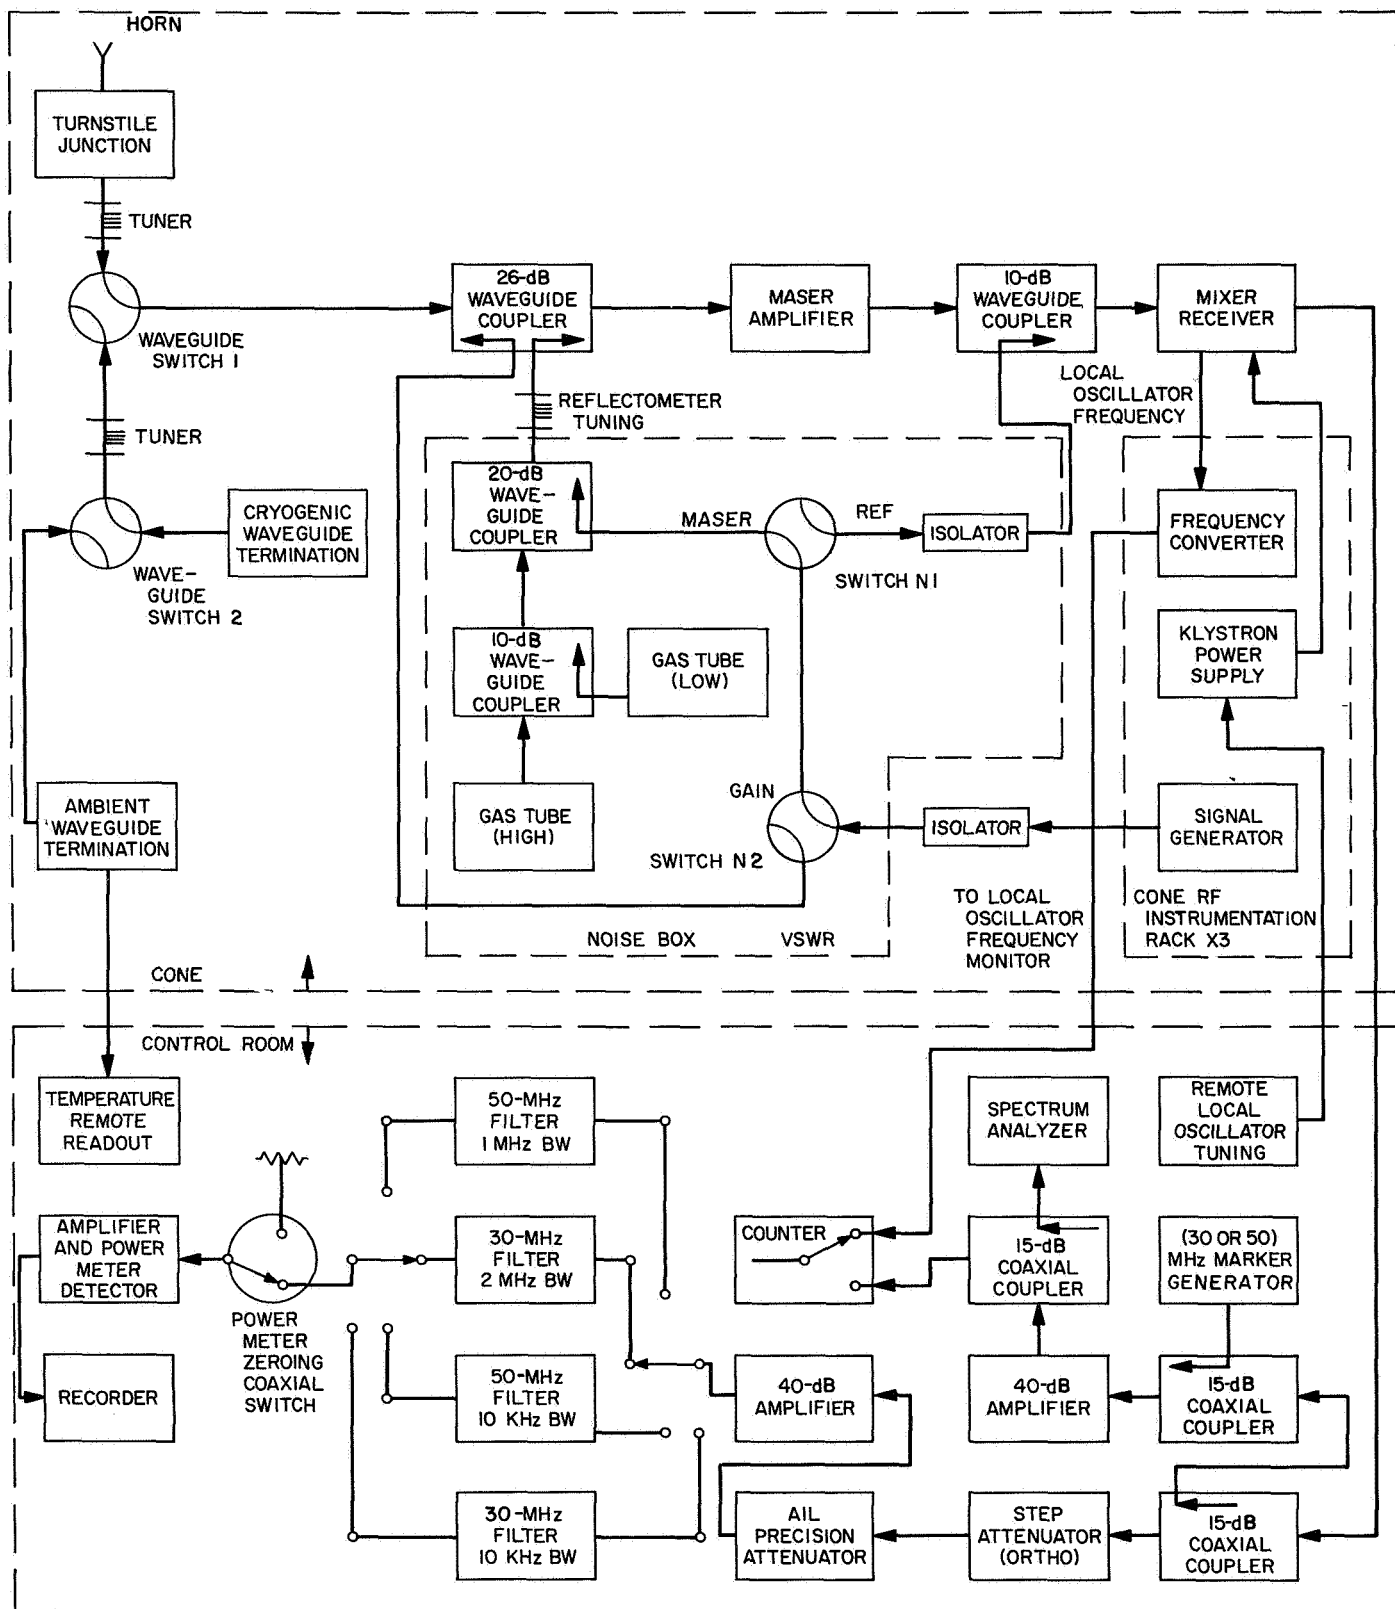 HORN
TURNSTILE
JUNCTION
TUNER
WAVEGUIDE
SWITCH 1
26-dB
WAVEGUIDE
COUPLER
MASER
AMPLIFIER
10-dB
WAVEGUIDE
COUPLER
MIXER
RECEIVER
LOCAL
OSCILLATOR
FREQUENCY
TUNER
REFLECTOMETER
TUNING
CRYOGENIC
WAVEGUIDE
TERMINATION
WAVE-
GUIDE
SWITCH 2
20-dB
WAVE-
GUIDE
COUPLER
MASER
REF
ISOLATOR
SWITCH N1
FREQUENCY
CONVERTER
10-dB
WAVE-
GUIDE
COUPLER
GAS TUBE
(LOW)
KLYSTRON
POWER
SUPPLY
AMBIENT
WAVEGUIDE
TERMINATION
GAS TUBE
(HIGH)
GAIN
SWITCH N2
ISOLATOR
SIGNAL
GENERATOR
NOISE BOX
VSWR
TO LOCAL
OSCILLATOR
FREQUENCY
MONITOR
CONE RF
INSTRUMENTATION
RACK X3
CONE
CONTROL ROOM
TEMPERATURE
REMOTE
READOUT
50-MHz
FILTER
1 MHz BW
SPECTRUM
ANALYZER
REMOTE
LOCAL
OSCILLATOR
TUNING
AMPLIFIER
AND POWER
METER
DETECTOR
POWER
METER
ZEROING
COAXIAL
SWITCH
30-MHz
FILTER
2 MHz BW
COUNTER
15-dB
COAXIAL
COUPLER
(30 OR 50)
MHz MARKER
GENERATOR
RECORDER
50-MHz
FILTER
10 KHz BW
40-dB
AMPLIFIER
40-dB
AMPLIFIER
15-dB
COAXIAL
COUPLER
30-MHz
FILTER
10 KHz BW
AIL
PRECISION
ATTENUATOR
STEP
ATTENUATOR
(ORTHO)
15-dB
COAXIAL
COUPLER